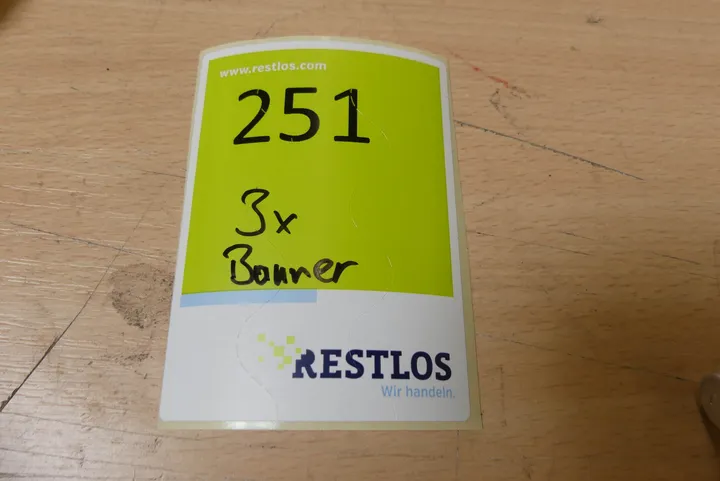 www.restlos.com
251
3x
Banner
RESTLOS
Wir handeln.